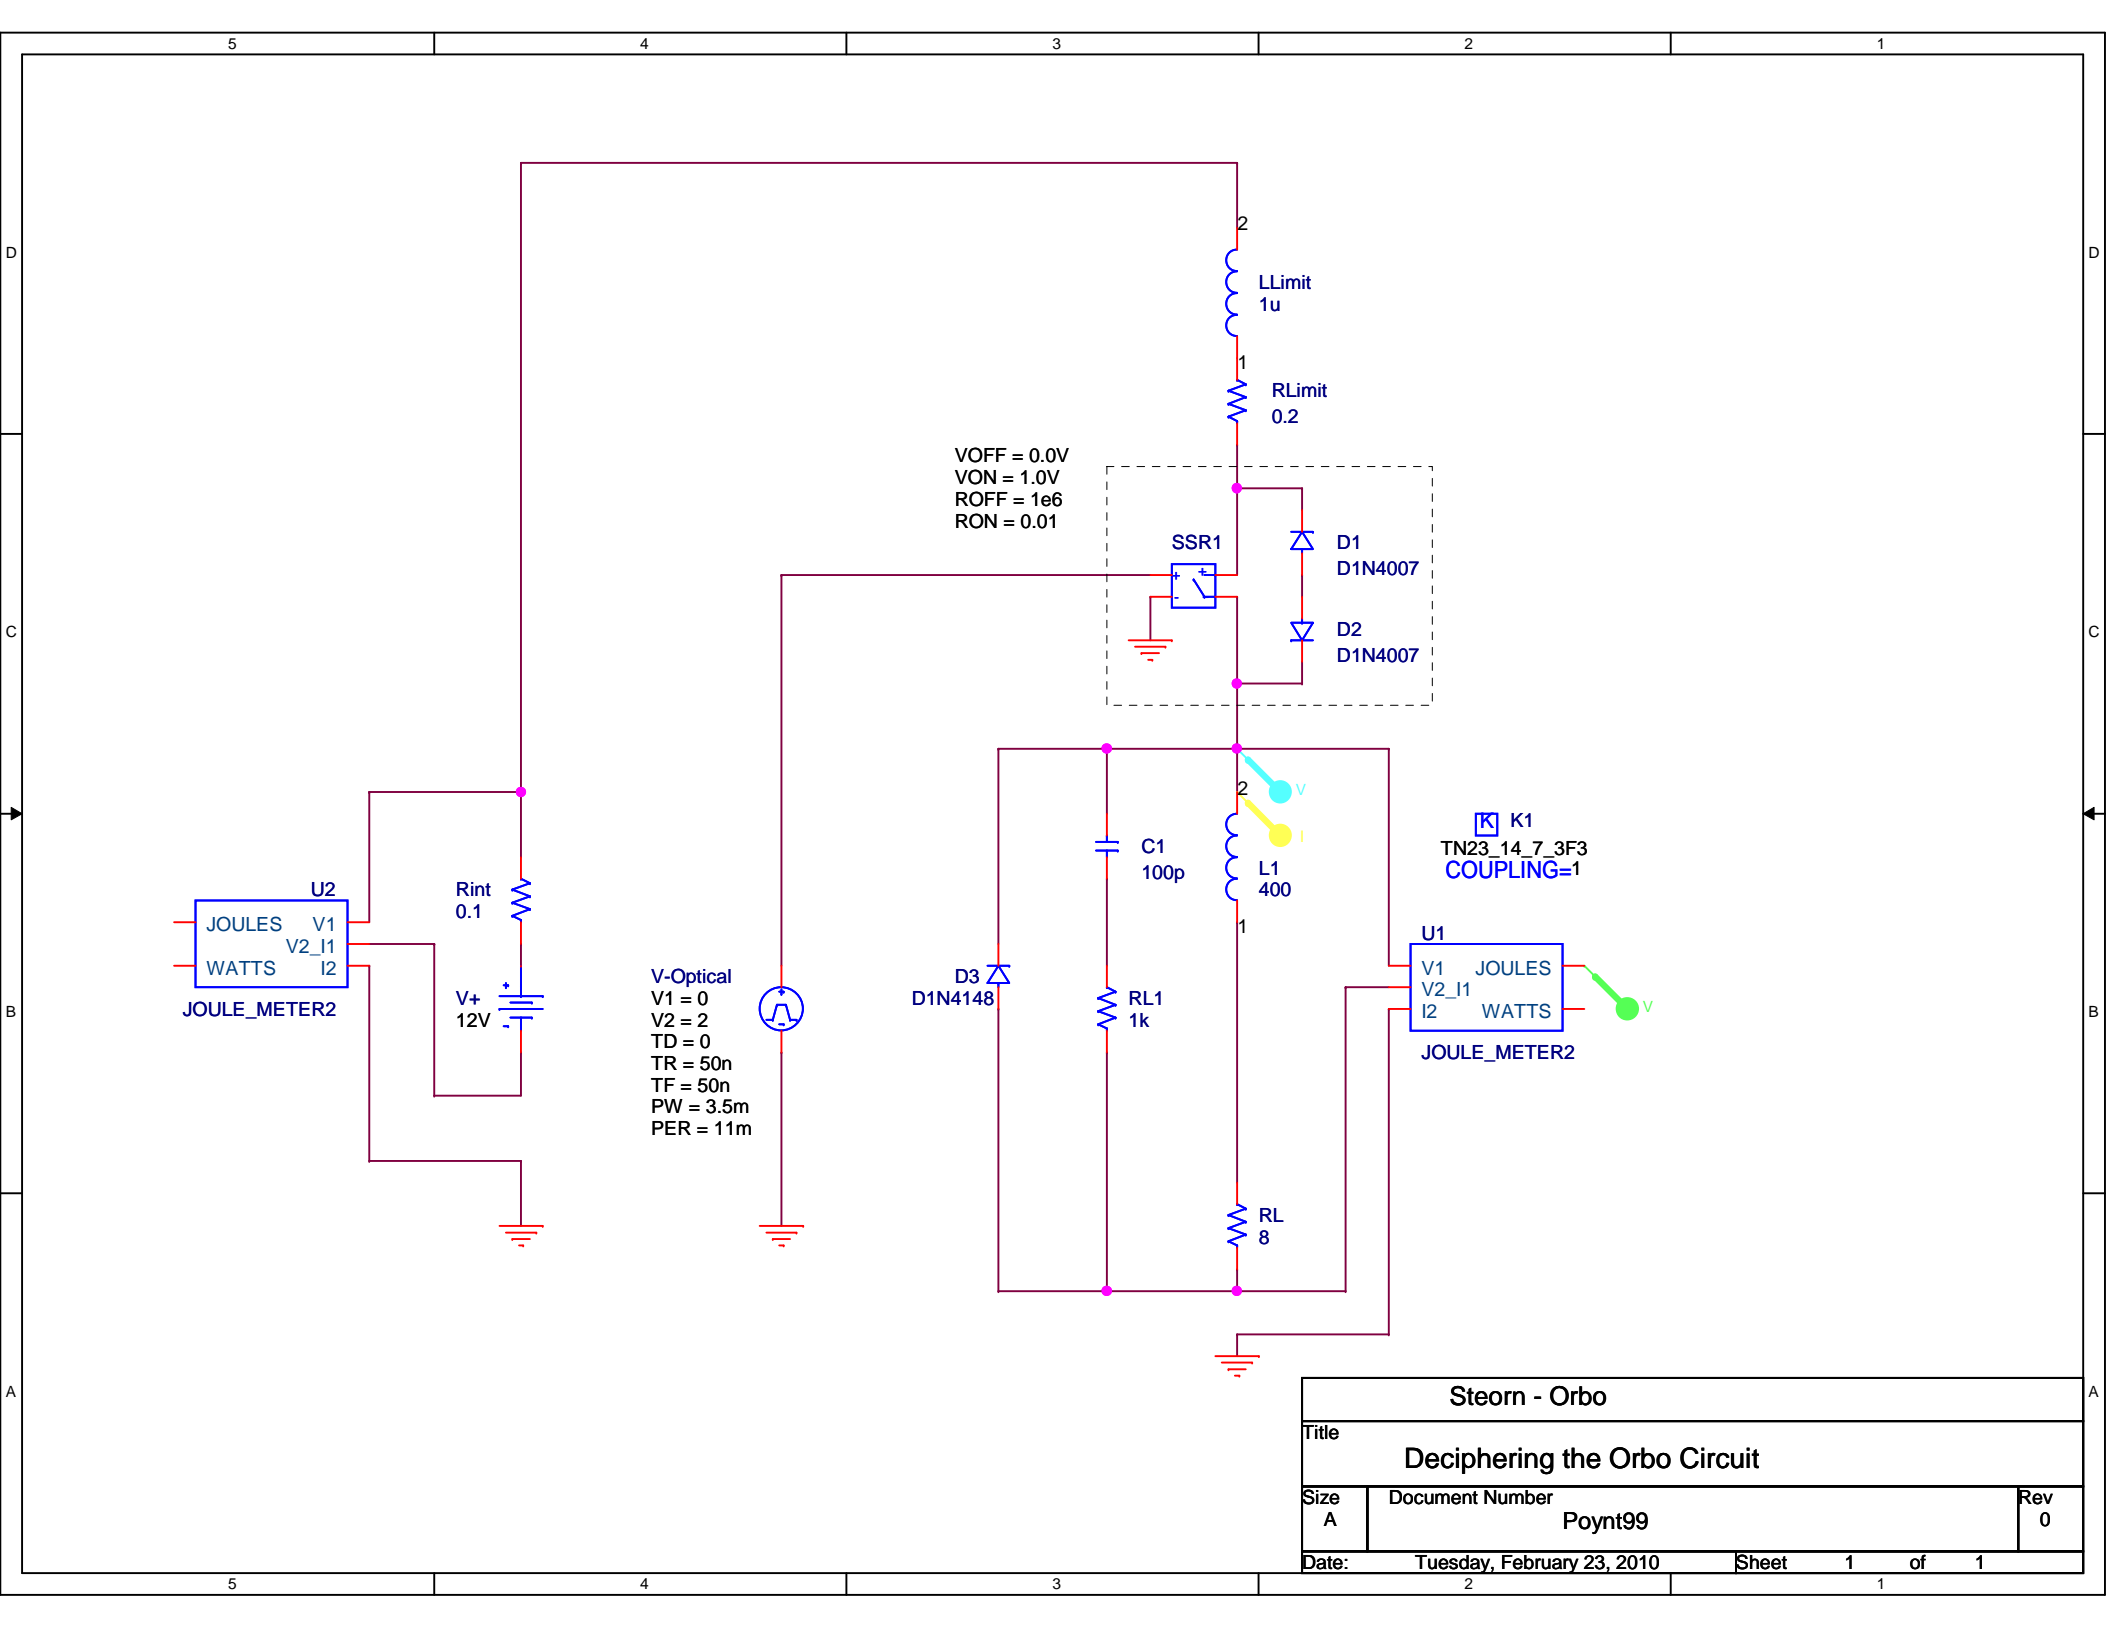 5 4 3 2 1
D D
2
LLimit
1u
1
RLimit
0.2
VOFF = 0.0V
VON = 1.0V
ROFF = 1e6
RON = 0.01
SSR1
+ +
-
D1
D1N4007
D2
D1N4007
C C
V
2
I
K K1
TN23_14_7_3F3
COUPLING=1
C1
100p
L1
400
1
U2
JOULES V1
V2_I1
WATTS I2
JOULE_METER2
Rint
0.1
V+
12V
+
-
V-Optical
V1 = 0
V2 = 2
TD = 0
TR = 50n
TF = 50n
PW = 3.5m
PER = 11m
+
-
D3
D1N4148
RL1
1k
U1
V1 JOULES
V2_I1
I2 WATTS
JOULE_METER2
V
B B
RL
8
A A
Steorn - Orbo
Title
Deciphering the Orbo Circuit
Size
A
Document Number
Poynt99
Rev
0
Date: Tuesday, February 23, 2010 Sheet 1 of 1
5 4 3 2 1